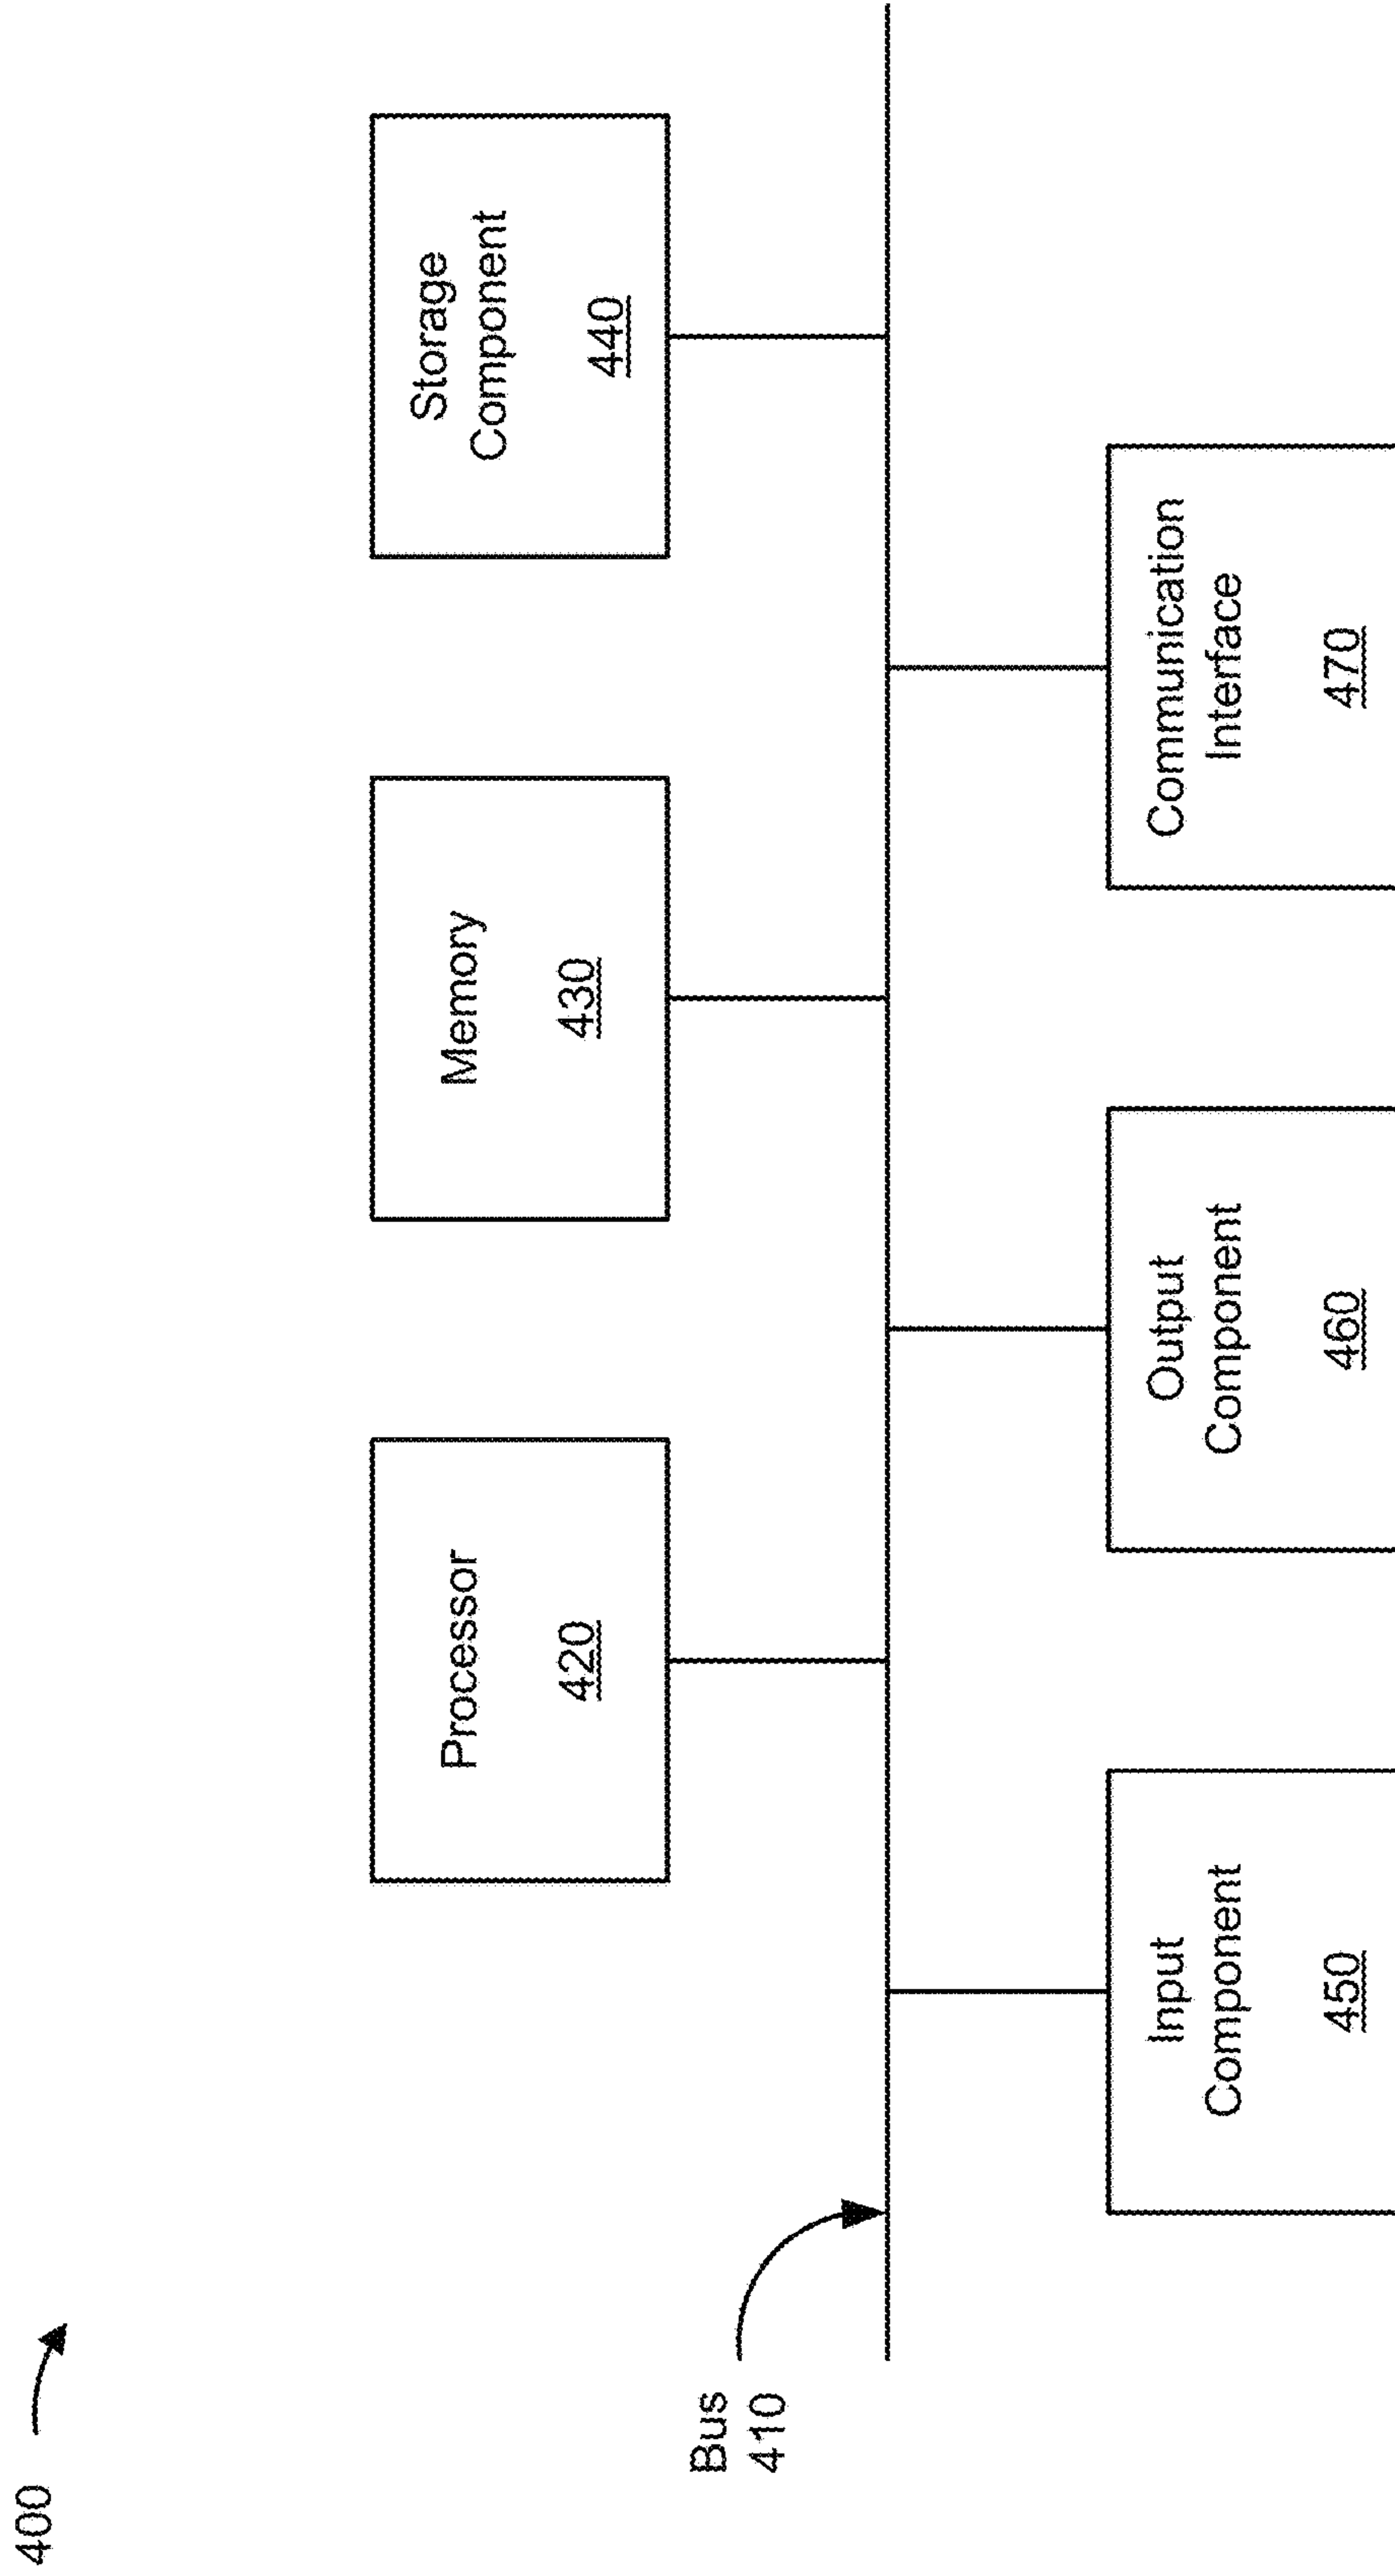 400
Bus
410
Processor
420
Memory
430
Storage
Component
440
Input
Component
450
Output
Component
460
Communication
Interface
470